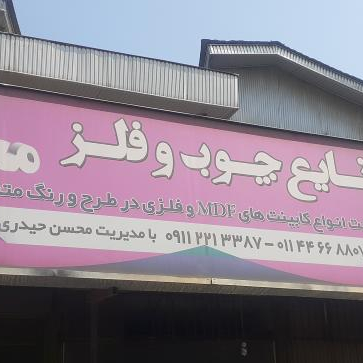 صنایع چوب و فلز
ت انواع کابینت های MDF و فلزی در طرح و رنگ
۰۱۱ ۴۴ ۶۶ ۸۸۰۷ - ۰۹۱۱ ۲۲۱ ۳۳۸۷ با مدیریت محسن حیدری